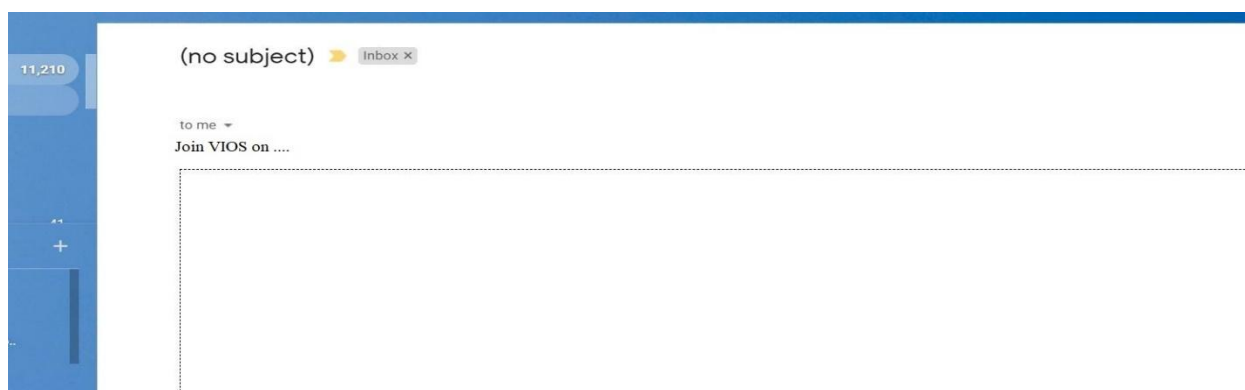 (no subject) Inbox ×
11,210
to me
Join VIOS on ....
+